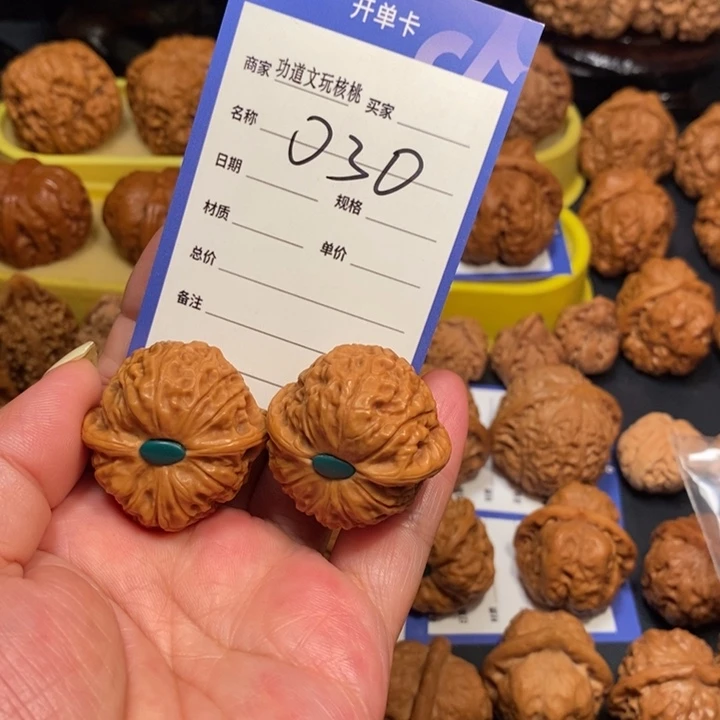 开单卡
商家 功道文玩核桃 买家
名称 030
日期 规格
材质 单价
总价
备注